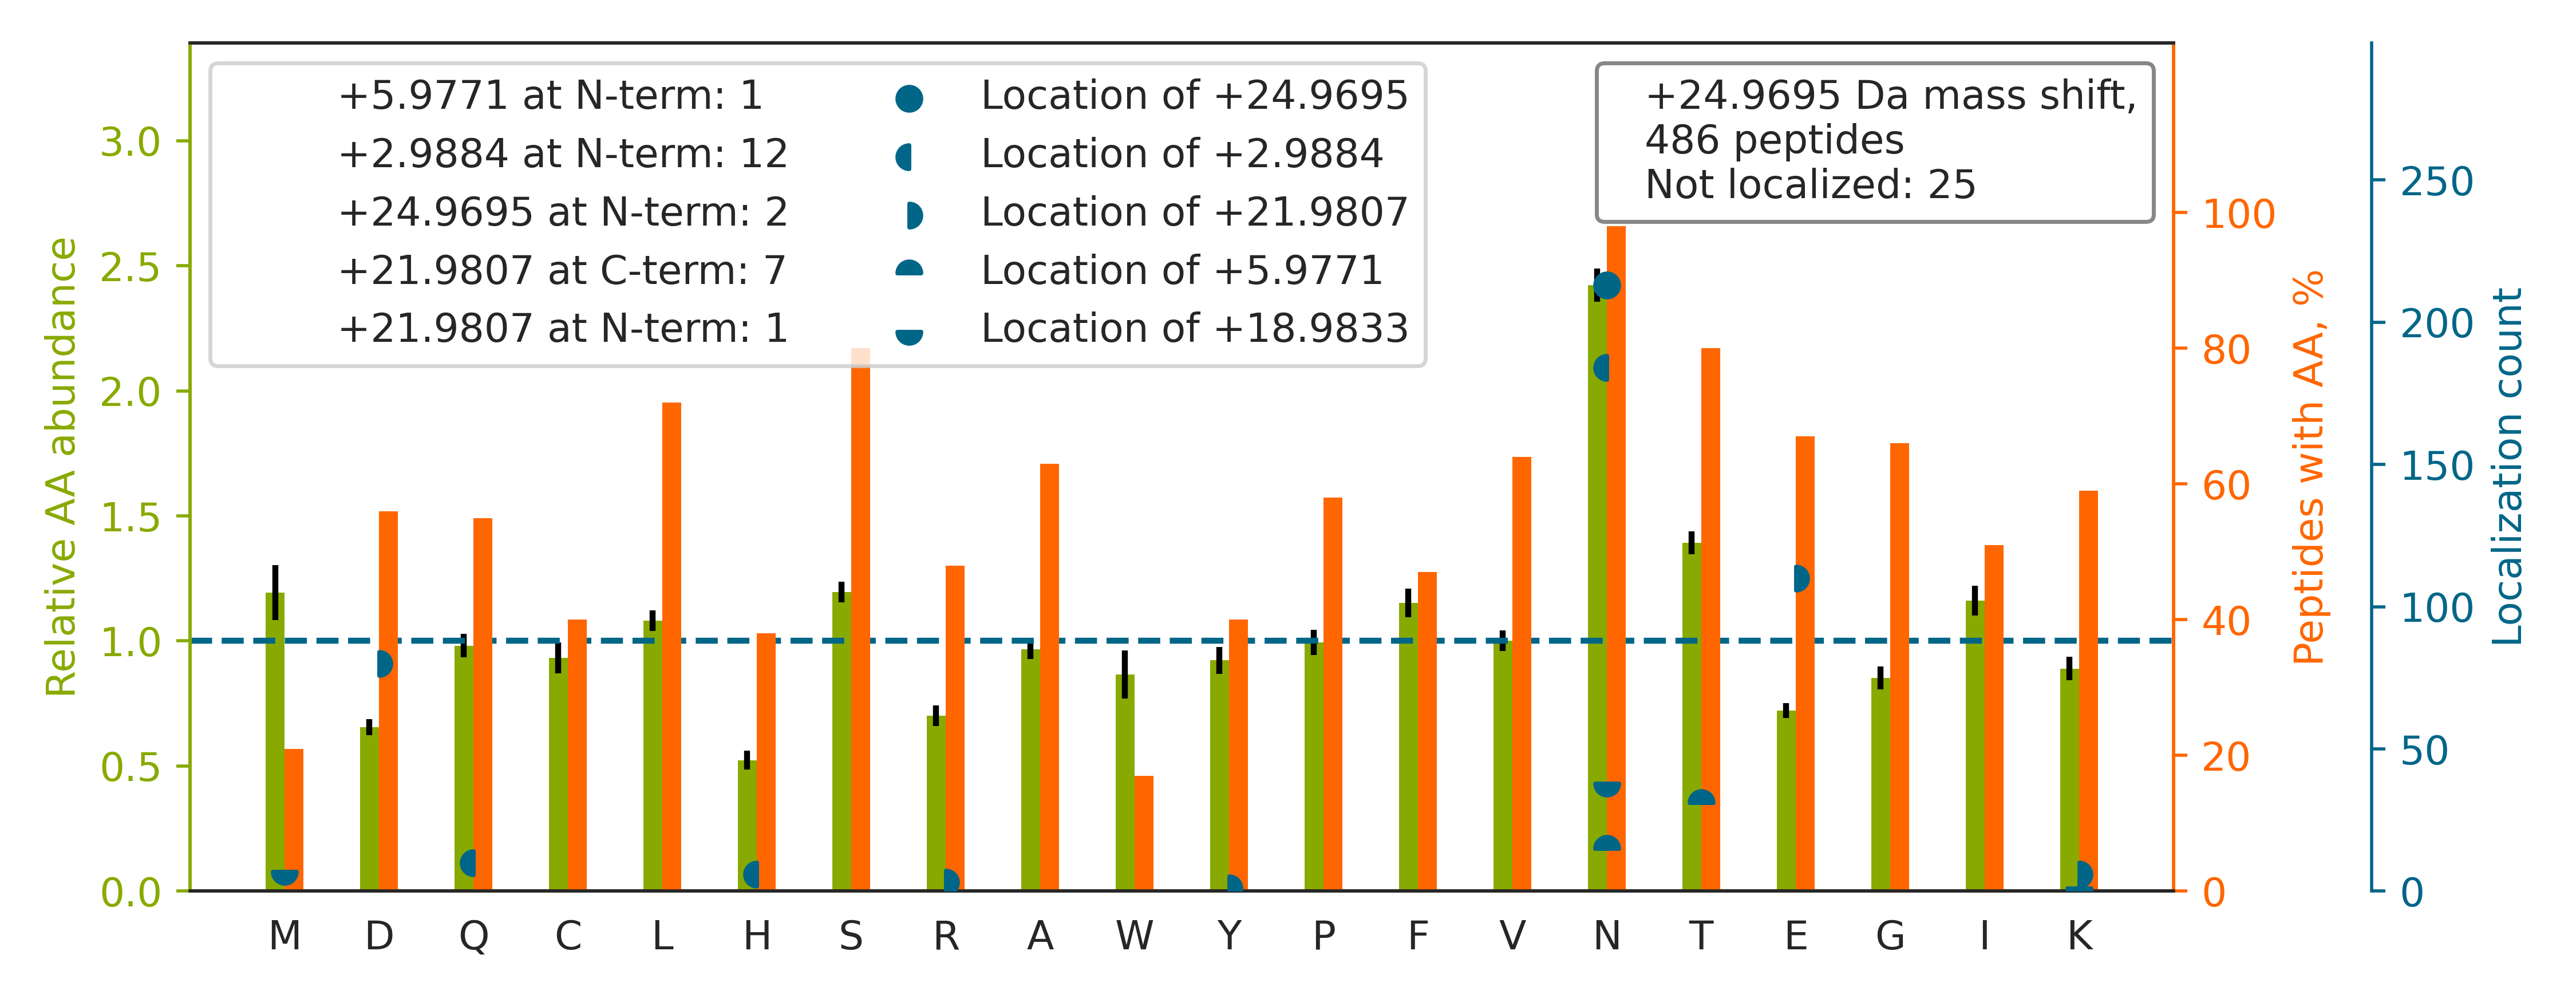 +5.9771 at N-term: 1
+2.9884 at N-term: 12
+24.9695 at N-term: 2
+21.9807 at C-term: 7
+21.9807 at N-term: 1
Location of +24.9695
Location of +2.9884
Location of +21.9807
Location of +5.9771
Location of +18.9833
+24.9695 Da mass shift,
486 peptides
Not localized: 25
Relative AA abundance
3.0
2.5
2.0
1.5
1.0
0.5
0.0
M D Q C L H S R A W Y P F V N T E G I K
100
80
60
40
20
0
Peptides with AA, %
250
200
150
100
50
0
Localization count